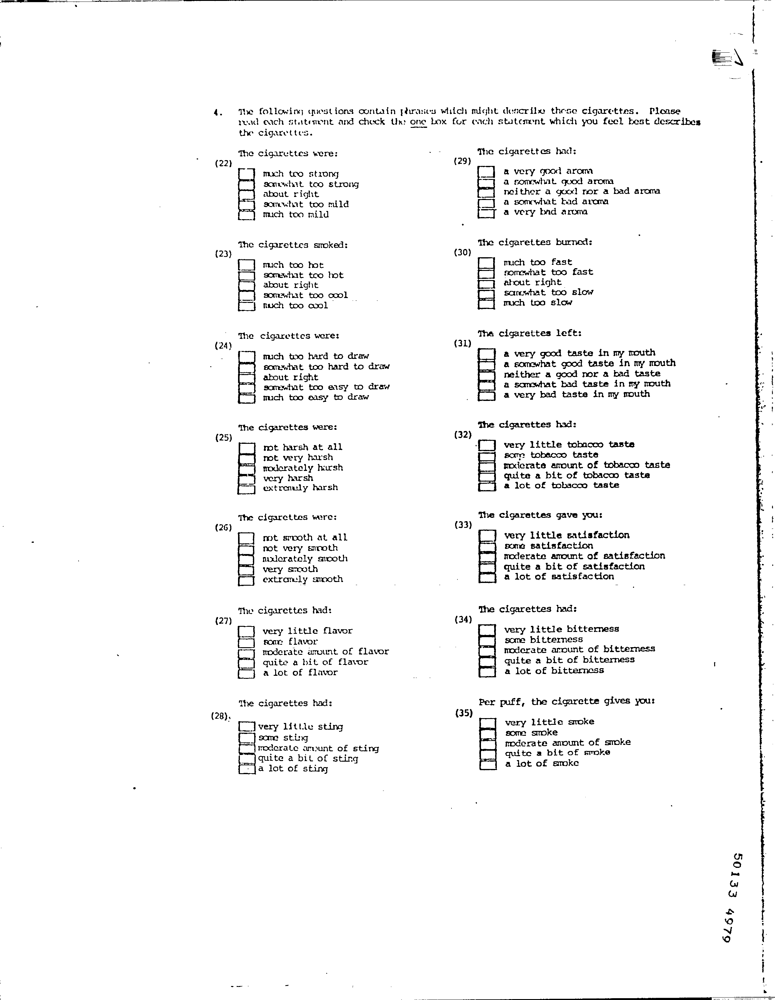 4. The following questions contain phrases which might describe these cigarettes. Please
read each statement and check the one box for each statement which you feel best describes
the cigarettes.
The cigarettes were:
(22)
much too strong
somewhat too strong
about right
somewhat too mild
much too mild
The cigarettes smoked:
(23)
much too hot
somewhat too hot
about right
somewhat too cool
much too cool
The cigarettes were:
(24)
much too hard to draw
somewhat too hard to draw
about right
somewhat too easy to draw
much too easy to draw
The cigarettes were:
(25)
not harsh at all
not very harsh
moderately harsh
very harsh
extremely harsh
The cigarettes were:
(26)
not smooth at all
not very smooth
moderately smooth
very smooth
extremely smooth
The cigarettes had:
(27)
very little flavor
some flavor
moderate amount of flavor
quite a bit of flavor
a lot of flavor
The cigarettes had:
(28).
very little sting
some sting
moderate amount of sting
quite a bit of sting
a lot of sting
The cigarettes had:
(29)
a very good aroma
a somewhat good aroma
neither a good nor a bad aroma
a somewhat bad aroma
a very bad aroma
The cigarettes burned:
(30)
much too fast
somewhat too fast
about right
somewhat too slow
much too slow
The cigarettes left:
(31)
a very good taste in my mouth
a somewhat good taste in my mouth
neither a good nor a bad taste
a somewhat bad taste in my mouth
a very bad taste in my mouth
The cigarettes had:
(32)
very little tobacco taste
some tobacco taste
moderate amount of tobacco taste
quite a bit of tobacco taste
a lot of tobacco taste
The cigarettes gave you:
(33)
very little satisfaction
some satisfaction
moderate amount of satisfaction
quite a bit of satisfaction
a lot of satisfaction
The cigarettes had:
(34)
very little bitterness
some bitterness
moderate amount of bitterness
quite a bit of bitterness
a lot of bitterness
Per puff, the cigarette gives you:
(35)
very little smoke
some smoke
moderate amount of smoke
quite a bit of smoke
a lot of smoke
50133 4979